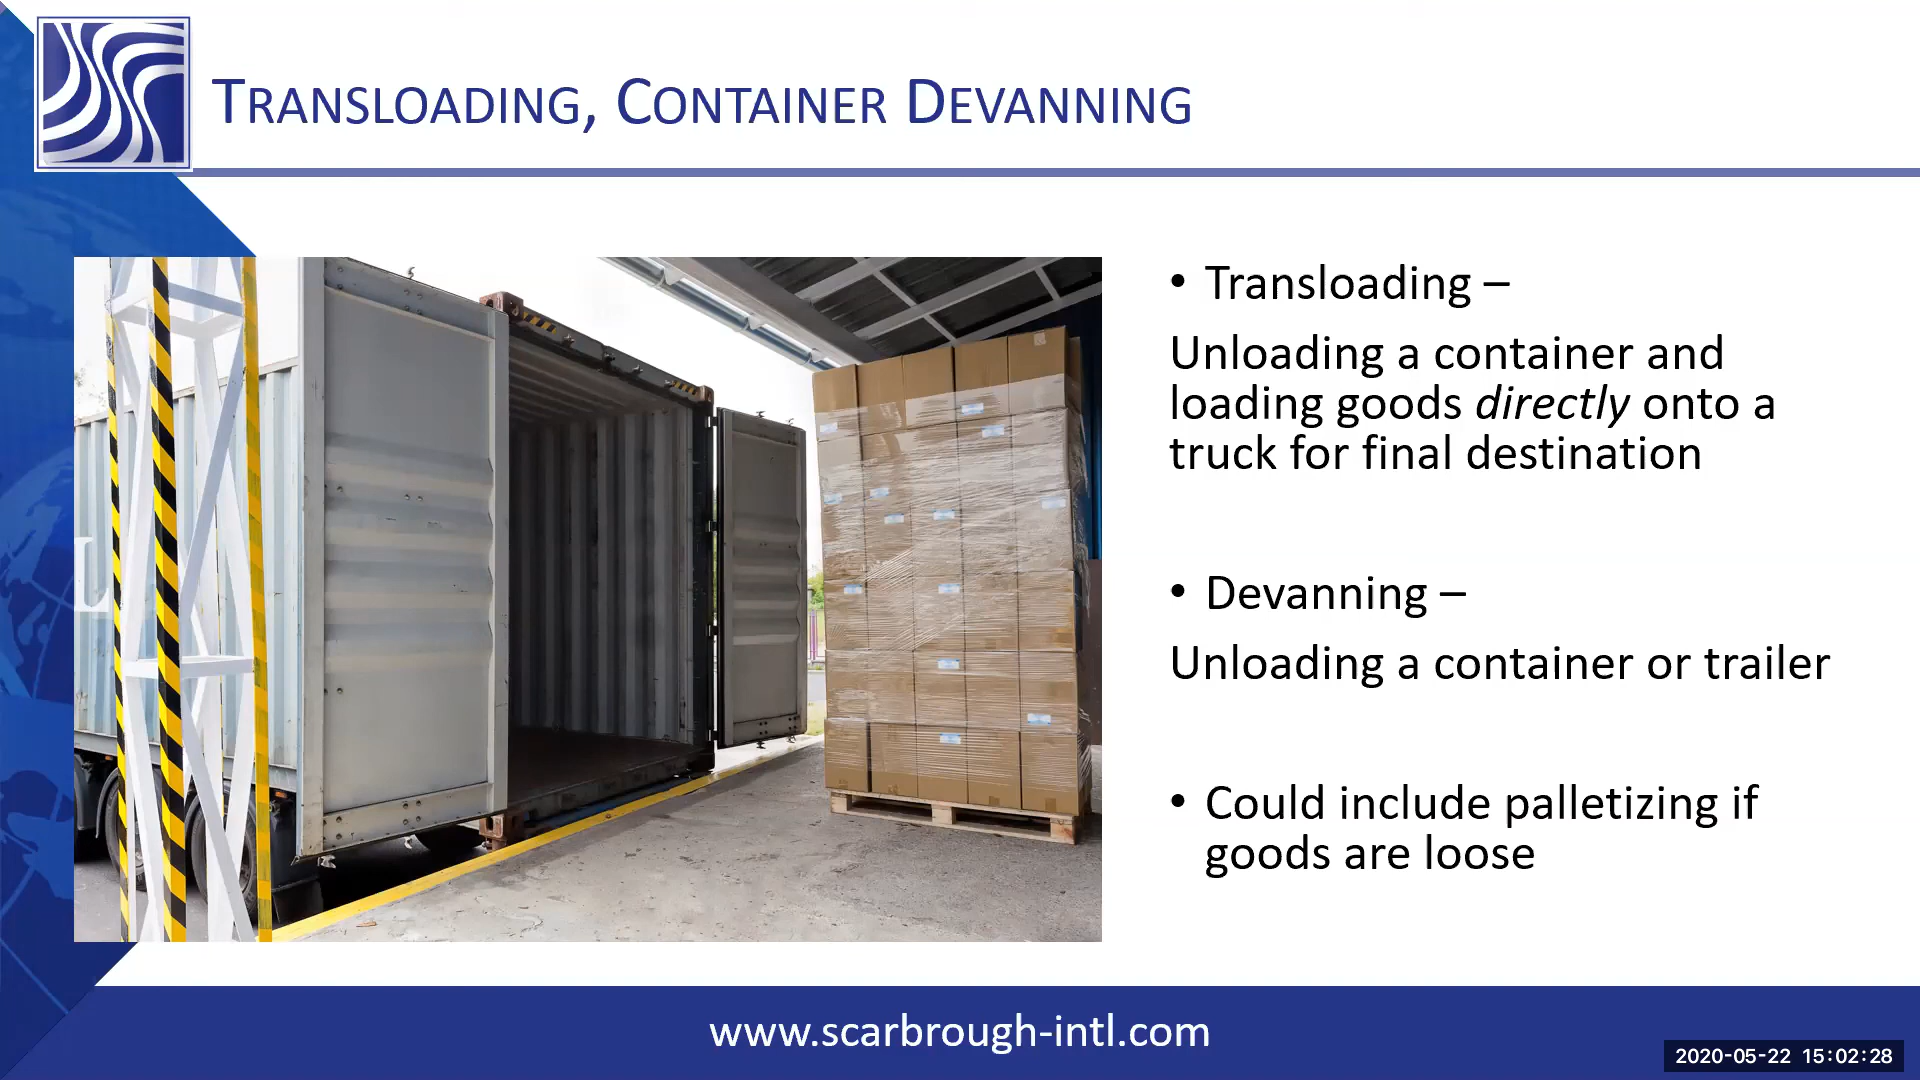 TRANSLOADING, CONTAINER DEVANNING
• Transloading –
Unloading a container and
loading goods directly onto a
truck for final destination
• Devanning –
Unloading a container or trailer
• Could include palletizing if
goods are loose
L
www.scarbrough-intl.com
2020-05-22 15:02:28